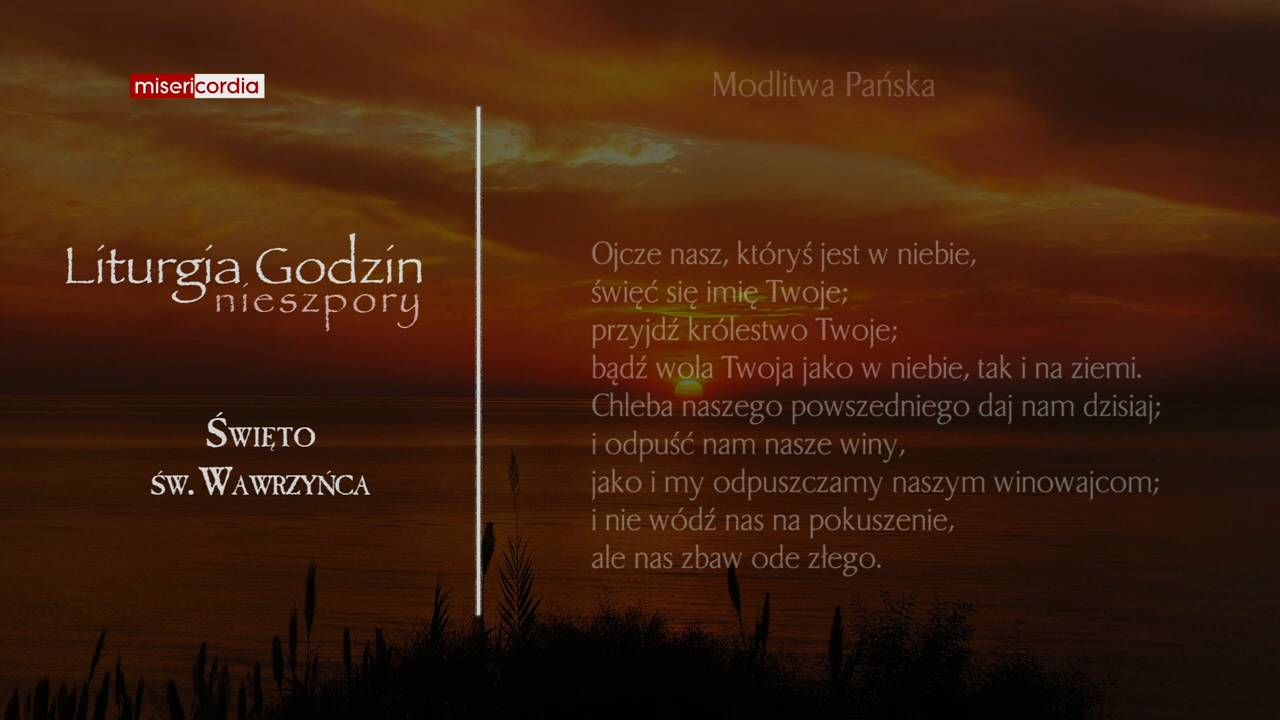 misericordia
Liturgia Godzin
nieszpory
Święto
św. Wawrzyńca
Modlitwa Pańska
Ojcze nasz, któryś jest w niebie,
święć się imię Twoje;
przyjdź królestwo Twoje;
bądź wola Twoja jako w niebie, tak i na ziemi.
Chleba naszego powszedniego daj nam dzisiaj;
i odpuść nam nasze winy,
jako i my odpuszczamy naszym winowajcom;
i nie wódź nas na pokuszenie,
ale nas zbaw ode złego.